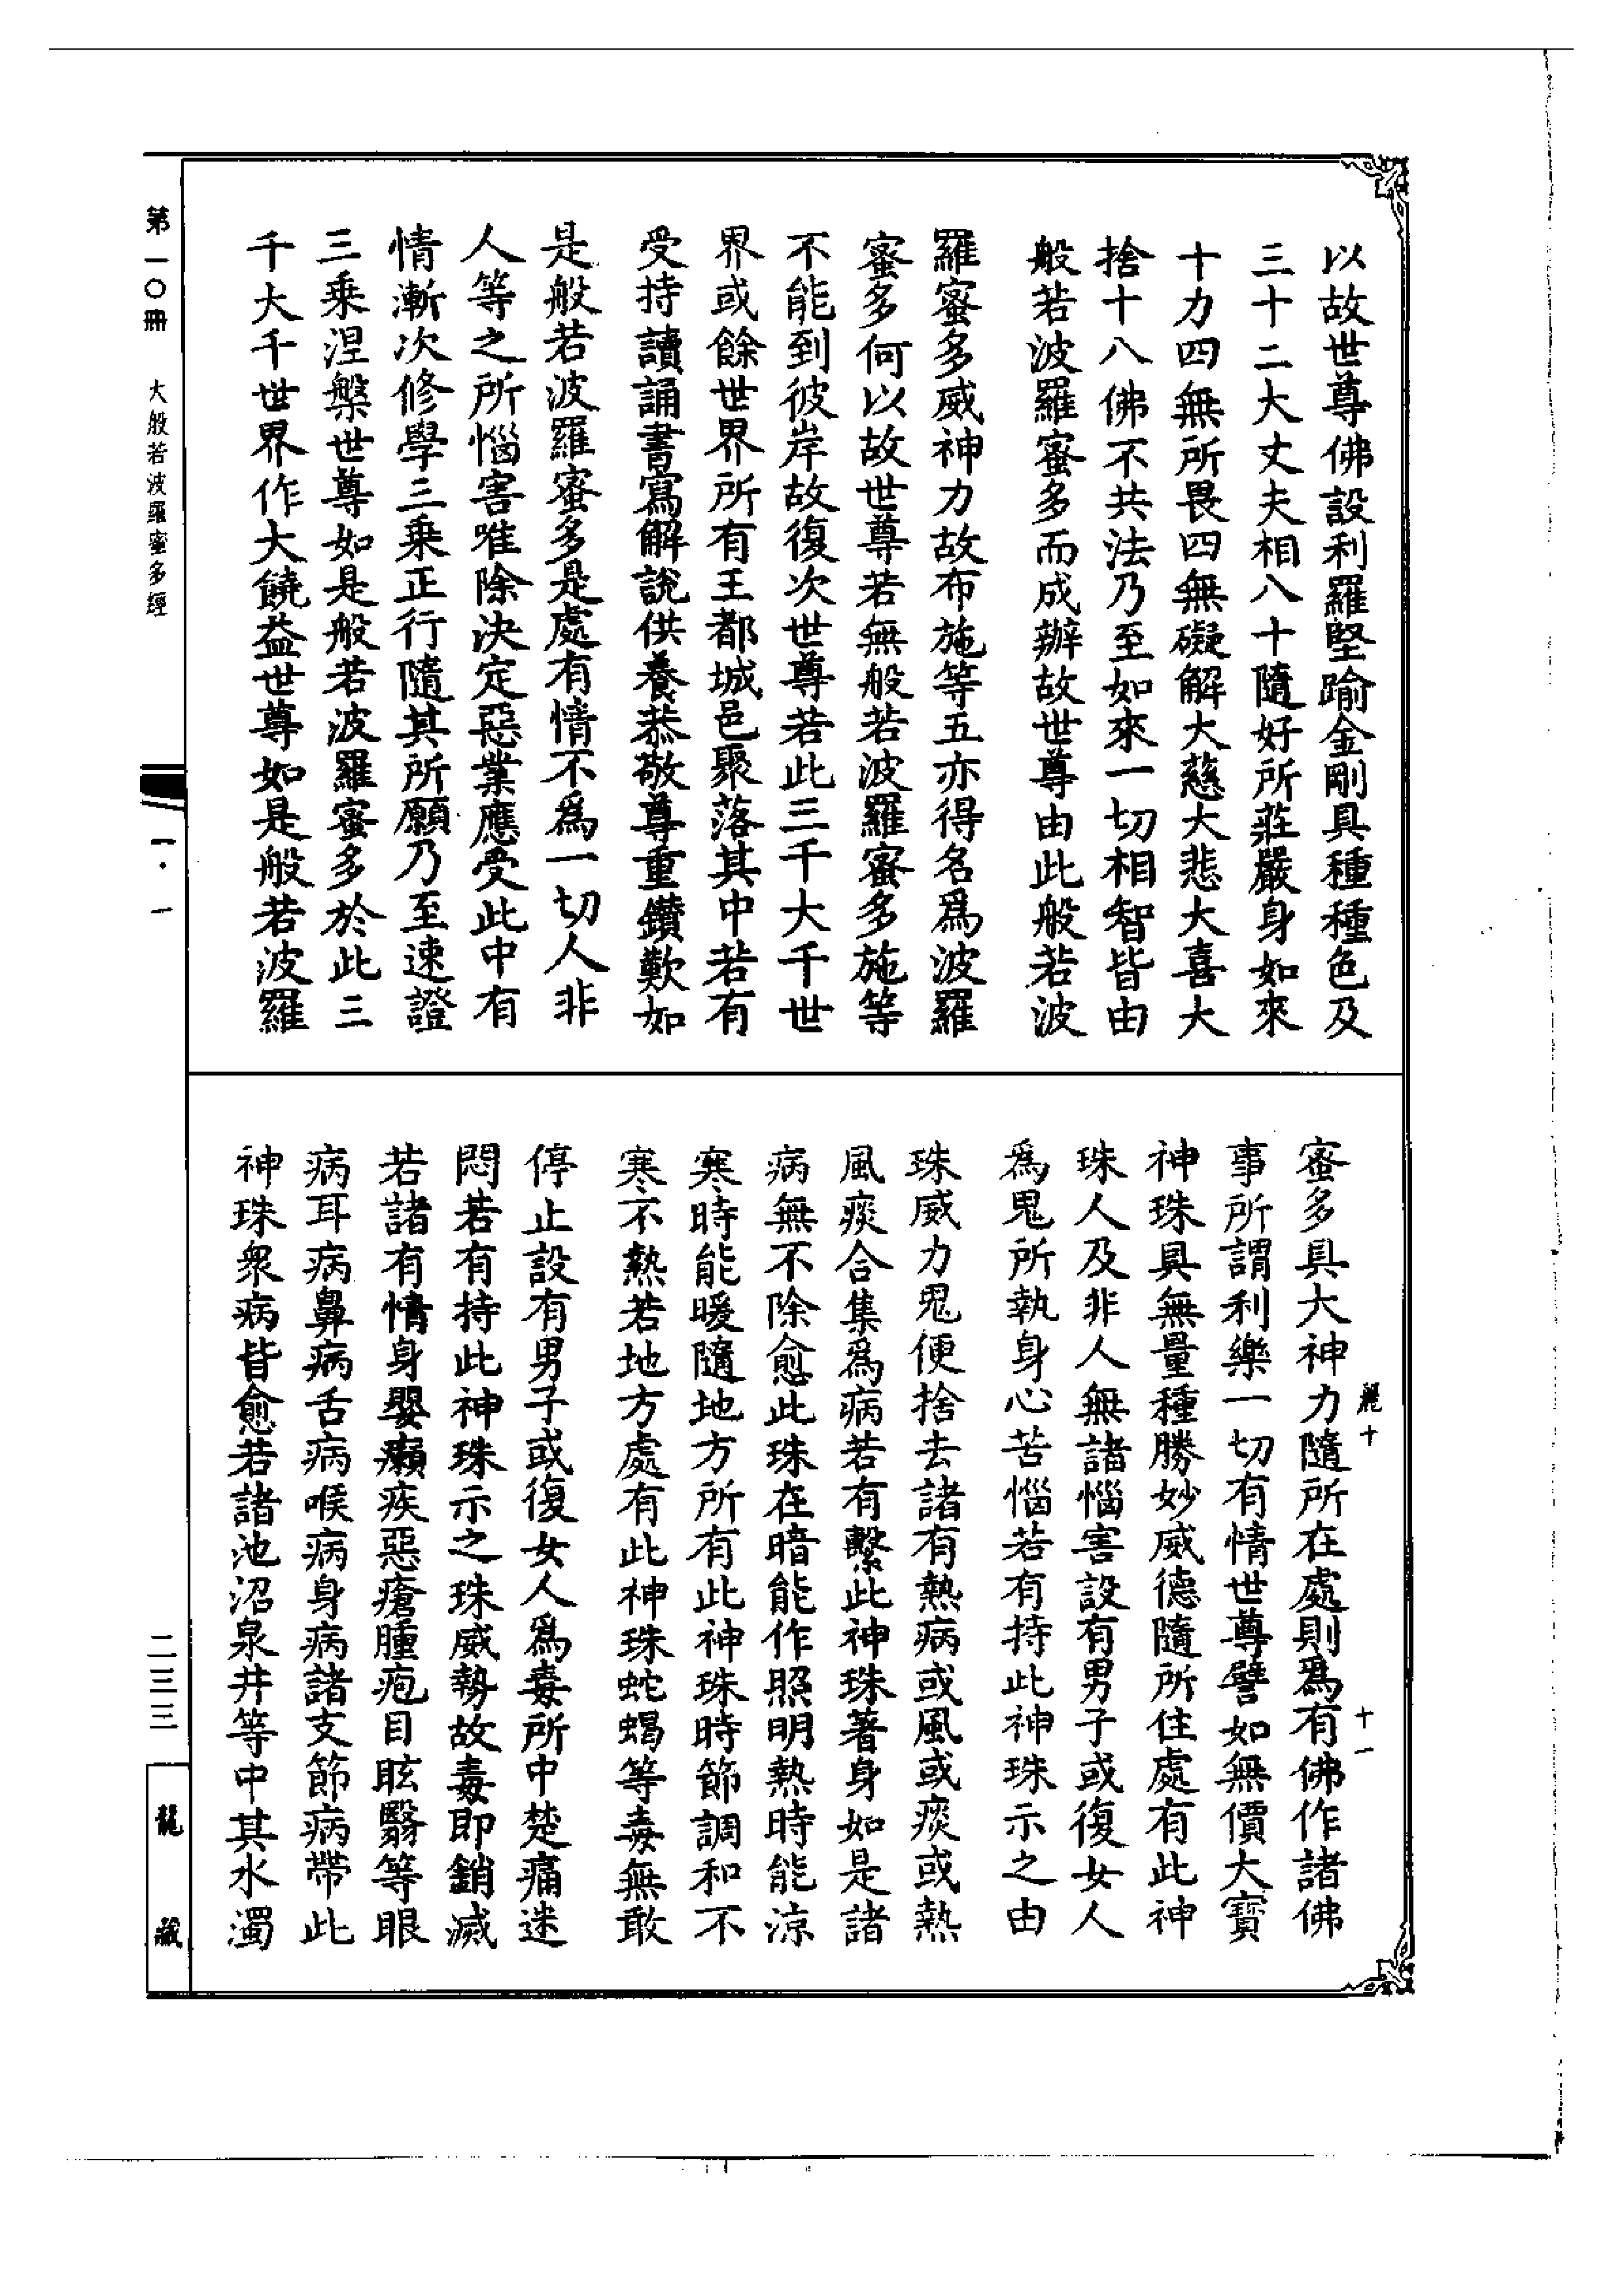 以故世尊佛設利羅堅踰金剛具種種色及
三十二大丈夫相八十隨好所莊嚴身如來
十力四無所畏四無礙解大慈大悲大喜大
捨十八佛不共法乃至如來一切相智皆由
般若波羅蜜多而成辦故世尊由此般若波
羅蜜多威神力故布施等五亦得名爲波羅
蜜多何以故世尊若無般若波羅蜜多施等
不能到彼岸故復次世尊若此三千大千世
界或餘世界所有王都城邑聚落其中若有
受持讀誦書寫解說供養恭敬尊重讚歎如
是般若波羅蜜多是處有情不爲一切人非
人等之所惱害唯除決定惡業應受此中有
情漸次修學三乘正行隨其所願乃至速證
三乘涅槃世尊如是般若波羅蜜多於此三
千大千世界作大饒益世尊如是般若波羅
蜜多具大神力隨所在處則爲有佛作諸佛
事所謂利樂一切有情世尊譬如無價大寶
神珠具無量種勝妙威德隨所住處有此神
珠人及非人無諸惱害設有男子或復女人
爲鬼所執身心苦惱若有持此神珠示之由
珠威力鬼便捨去諸有熱病或風或痰或熱
風痰合集爲病若有繫此神珠著身如是諸
病無不除愈此珠在暗能作照明熱時能涼
寒時能暖隨地方所有此神珠時節調和不
寒不熱若地方處有此神珠蛇蝎等毒無敢
停止設有男子或復女人爲毒所中楚痛迷
悶若有持此神珠示之珠威勢故毒即銷滅
若諸有情身嬰癩疾惡瘡腫疱目眩翳等眼
病耳病鼻病舌病喉病身病諸支節病帶此
神珠衆病皆愈若諸池沼泉井等中其水濁
麗十
十一
第一〇冊 大般若波羅蜜多經
一·一
二三三
龍藏